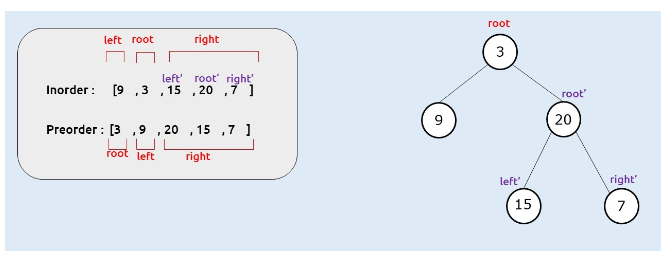 left root right
left' root' right'
Inorder : [9 , 3 , 15 , 20 , 7 ]
Preorder : [3 , 9 , 20 , 15 , 7 ]
root left right
root
3
root'
9
20
left'
right'
15
7